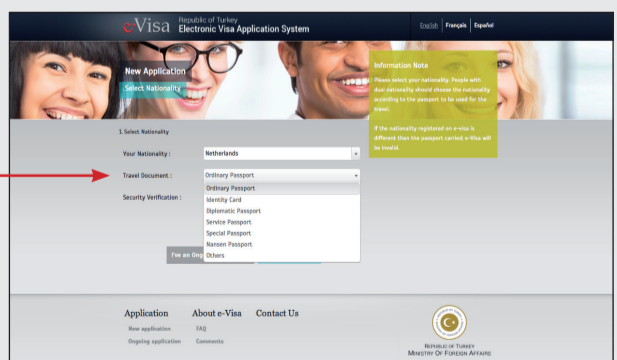 e-Visa
Republic of Turkey
Electronic Visa Application System
English Français Español
New Application
Select Nationality
Information Note
Please select your nationality. People with
dual nationality should choose the nationality
according to the passport to be used for the
travel.
If the nationality registered on e-visa is
different then the passport carried; e-Visa will
be invalid.
1. Select Nationality
Your Nationality : Netherlands
Travel Document : Ordinary Passport
Ordinary Passport
Identity Card
Security Verification :
Diplomatic Passport
Service Passport
Special Passport
Nansen Passport
Others
I've an Ong
Application About e-Visa Contact Us
New application FAQ
Ongoing application Comments
REPUBLIC OF TURKEY
MINISTRY OF FOREIGN AFFAIRS